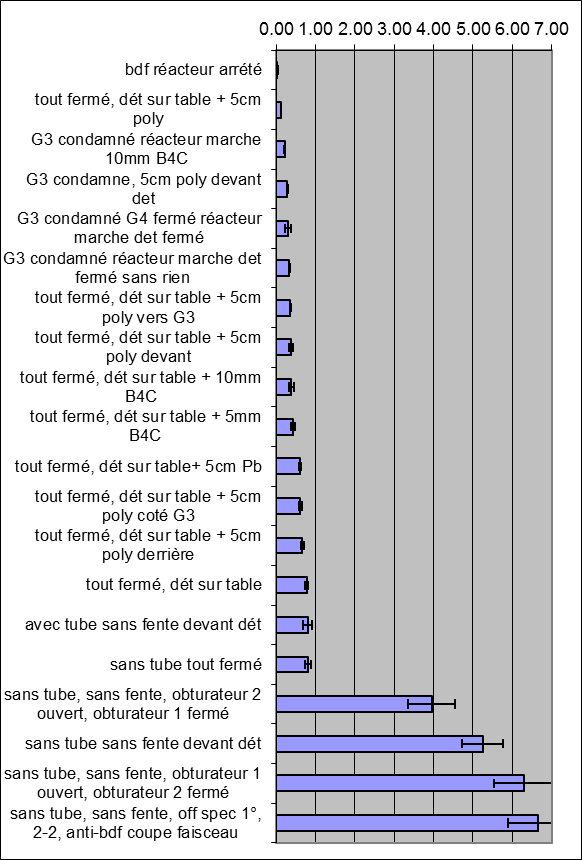 0.00 1.00 2.00 3.00 4.00 5.00 6.00 7.00
bdf réacteur arrété
tout fermé, dét sur table + 5cm
poly
G3 condamné réacteur marche
10mm B4C
G3 condamne, 5cm poly devant
det
G3 condamné G4 fermé réacteur
marche det fermé
G3 condamné réacteur marche det
fermé sans rien
tout fermé, dét sur table + 5cm
poly vers G3
tout fermé, dét sur table + 5cm
poly devant
tout fermé, dét sur table + 10mm
B4C
tout fermé, dét sur table + 5mm
B4C
tout fermé, dét sur table+ 5cm Pb
tout fermé, dét sur table + 5cm
poly coté G3
tout fermé, dét sur table + 5cm
poly derrière
tout fermé, dét sur table
avec tube sans fente devant dét
sans tube tout fermé
sans tube, sans fente, obturateur 2
ouvert, obturateur 1 fermé
sans tube sans fente devant dét
sans tube, sans fente, obturateur 1
ouvert, obturateur 2 fermé
sans tube, sans fente, off spec 1°,
2-2, anti-bdf coupe faisceau